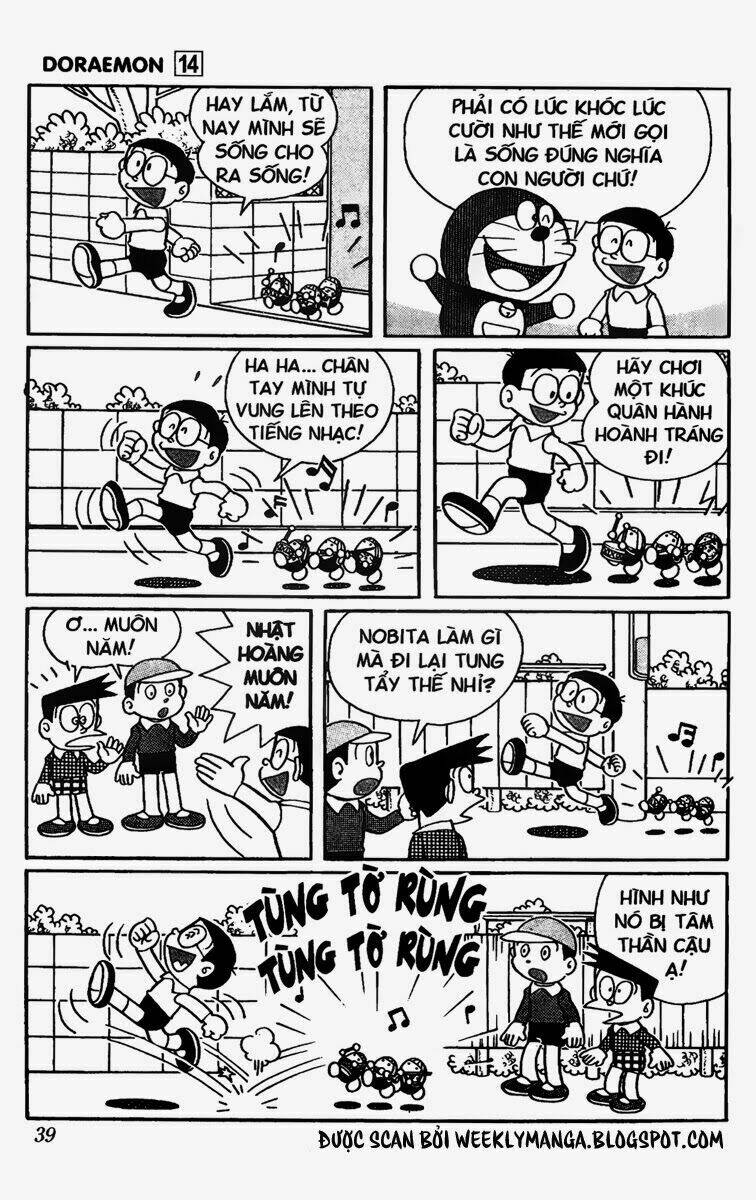 DORAEMON 14
HAY LẮM, TỪ
NAY MÌNH SẼ
SỐNG CHO
RA SỐNG!
PHẢI CÓ LÚC KHÓC LÚC
CƯỜI NHƯ THẾ MỚI GỌI
LÀ SỐNG ĐÚNG NGHĨA
CON NGƯỜI CHỨ!
HA HA... CHÂN
TAY MÌNH TỰ
VUNG LÊN THEO
TIẾNG NHẠC!
HÃY CHƠI
MỘT KHÚC
QUÂN HÀNH
HOÀNH TRÁNG
ĐI!
Ơ... MUÔN
NĂM!
NHẬT
HOÀNG
MUÔN
NĂM!
NOBITA LÀM GÌ
MÀ ĐI LẠI TUNG
TẨY THẾ NHỈ?
TÙNG TỜ RÙNG
TÙNG TỜ RÙNG
HÌNH NHƯ
NÓ BỊ TÂM
THẦN CẬU
Ạ!
39
ĐƯỢC SCAN BỞI WEEKLYMANGA.BLOGSPOT.COM